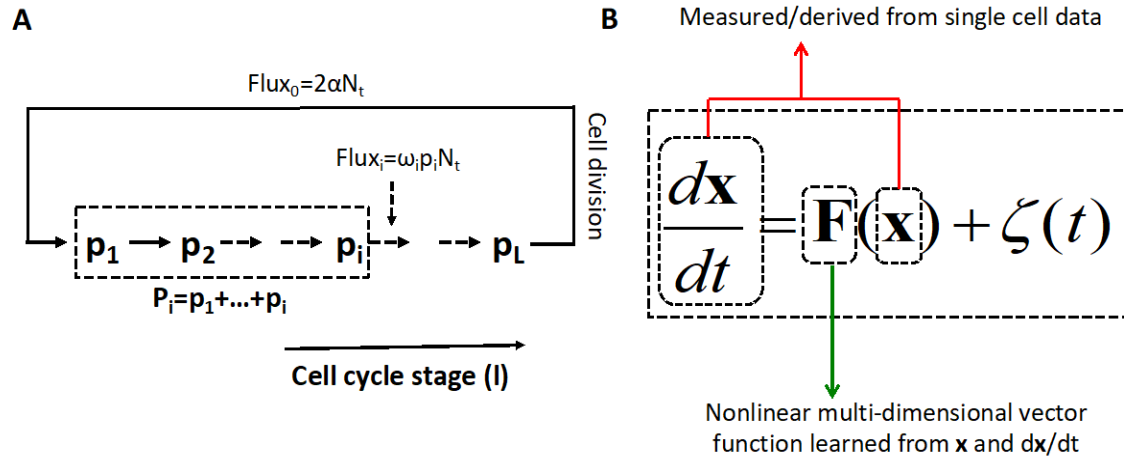 A
Flux₀=2αNₜ
Fluxᵢ=ωᵢpᵢNₜ
Cell division
p₁ p₂ pᵢ p_L
Pᵢ=p₁+...+pᵢ
Cell cycle stage (l)
B
Measured/derived from single cell data
dx/dt = F(x) + ζ(t)
Nonlinear multi-dimensional vector
function learned from x and dx/dt